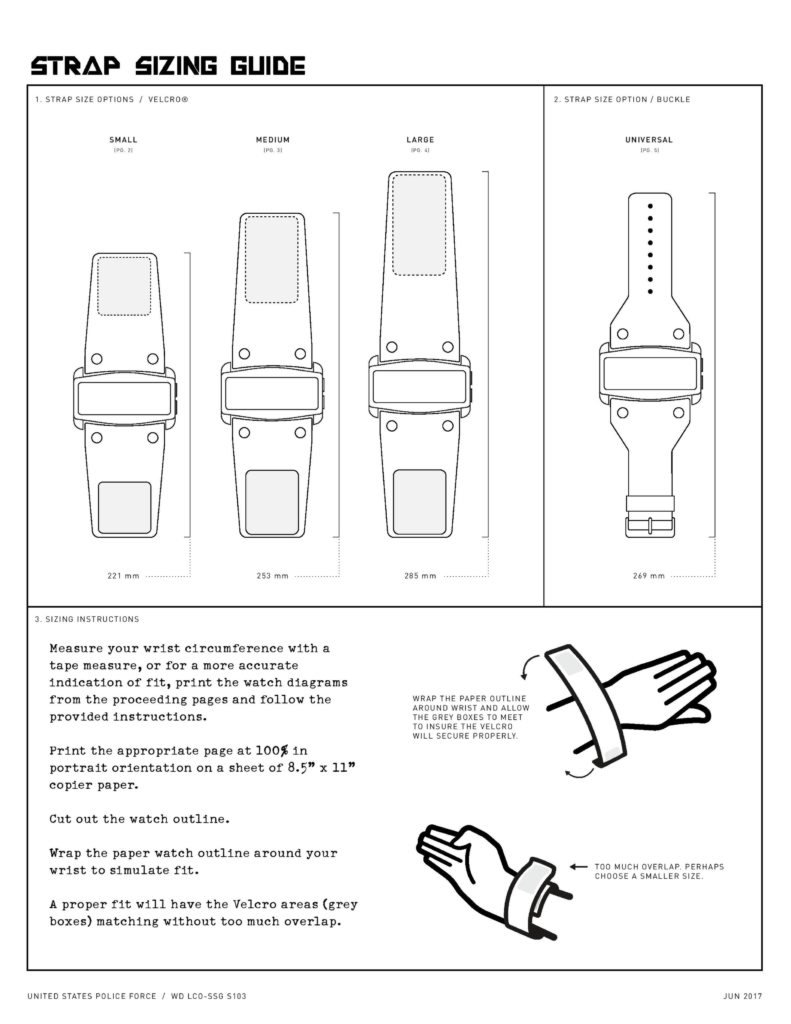 STRAP SIZING GUIDE
1. STRAP SIZE OPTIONS / VELCRO®
SMALL
(PG. 2)
MEDIUM
(PG. 3)
LARGE
(PG. 4)
221 mm
253 mm
285 mm
2. STRAP SIZE OPTION / BUCKLE
UNIVERSAL
(PG. 5)
269 mm
3. SIZING INSTRUCTIONS
Measure your wrist circumference with a
tape measure, or for a more accurate
indication of fit, print the watch diagrams
from the proceeding pages and follow the
provided instructions.
Print the appropriate page at 100% in
portrait orientation on a sheet of 8.5" x 11"
copier paper.
Cut out the watch outline.
Wrap the paper watch outline around your
wrist to simulate fit.
A proper fit will have the Velcro areas (grey
boxes) matching without too much overlap.
WRAP THE PAPER OUTLINE
AROUND WRIST AND ALLOW
THE GREY BOXES TO MEET
TO INSURE THE VELCRO
WILL SECURE PROPERLY.
TOO MUCH OVERLAP. PERHAPS
CHOOSE A SMALLER SIZE.
UNITED STATES POLICE FORCE / WD LCO-SSG S103
JUN 2017